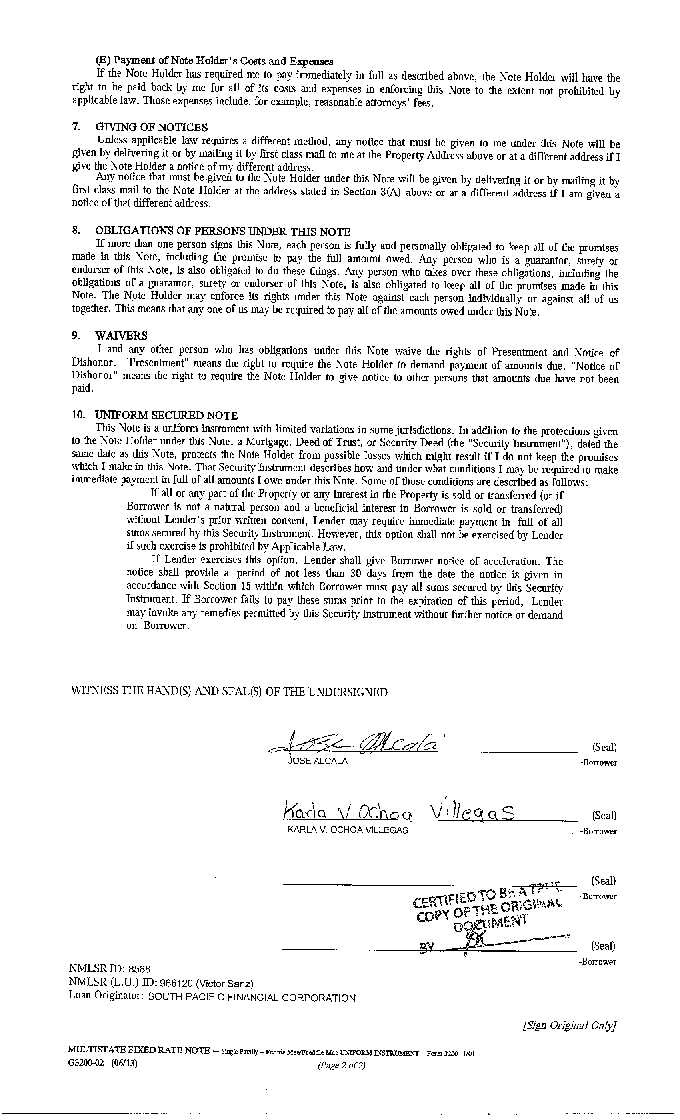 (E) Payment of Note Holder's Costs and Expenses
If the Note Holder has required me to pay immediately in full as described above, the Note Holder will have the
right to be paid back by me for all of its costs and expenses in enforcing this Note to the extent not prohibited by
applicable law. Those expenses include, for example, reasonable attorneys' fees.
7. GIVING OF NOTICES
Unless applicable law requires a different method, any notice that must be given to me under this Note will be
given by delivering it or by mailing it by first class mail to me at the Property Address above or at a different address if I
give the Note Holder a notice of my different address.
Any notice that must be given to the Note Holder under this Note will be given by delivering it or by mailing it by
first class mail to the Note Holder at the address stated in Section 3(A) above or at a different address if I am given a
notice of that different address.
8. OBLIGATIONS OF PERSONS UNDER THIS NOTE
If more than one person signs this Note, each person is fully and personally obligated to keep all of the promises
made in this Note, including the promise to pay the full amount owed. Any person who is a guarantor, surety or
endorser of this Note, is also obligated to do these things. Any person who takes over these obligations, including the
obligations of a guarantor, surety or endorser of this Note, is also obligated to keep all of the promises made in this
Note. The Note Holder may enforce its rights under this Note against each person individually or against all of us
together. This means that any one of us may be required to pay all of the amounts owed under this Note.
9. WAIVERS
I and any other person who has obligations under this Note waive the rights of Presentment and Notice of
Dishonor. "Presentment" means the right to require the Note Holder to demand payment of amounts due. "Notice of
Dishonor" means the right to require the Note Holder to give notice to other persons that amounts due have not been
paid.
10. UNIFORM SECURED NOTE
This Note is a uniform instrument with limited variations in some jurisdictions. In addition to the protections given
to the Note Holder under this Note, a Mortgage, Deed of Trust, or Security Deed (the "Security Instrument"), dated the
same date as this Note, protects the Note Holder from possible losses which might result if I do not keep the promises
which I make in this Note. That Security Instrument describes how and under what conditions I may be required to make
immediate payment in full of all amounts I owe under this Note. Some of those conditions are described as follows:
If all or any part of the Property or any Interest in the Property is sold or transferred (or if
Borrower is not a natural person and a beneficial interest in Borrower is sold or transferred)
without Lender's prior written consent, Lender may require immediate payment in full of all
sums secured by this Security Instrument. However, this option shall not be exercised by Lender
if such exercise is prohibited by Applicable Law.
If Lender exercises this option, Lender shall give Borrower notice of acceleration. The
notice shall provide a period of not less than 30 days from the date the notice is given in
accordance with Section 15 within which Borrower must pay all sums secured by this Security
Instrument. If Borrower fails to pay these sums prior to the expiration of this period, Lender
may invoke any remedies permitted by this Security Instrument without further notice or demand
on Borrower.
WITNESS THE HAND(S) AND SEAL(S) OF THE UNDERSIGNED
Jose Alcala (Seal)
JOSE ALCALA -Borrower
Karla V Ochoa Villegas (Seal)
KARLA V. OCHOA VILLEGAS -Borrower
(Seal)
-Borrower
CERTIFIED TO BE A TRUE
COPY OF THE ORIGINAL
DOCUMENT
BY (Seal)
-Borrower
NMLSR ID: 8568
NMLSR (L.O.) ID: 966120 (Victor Sanz)
Loan Originator: SOUTH PACIFIC FINANCIAL CORPORATION
[Sign Original Only]
MULTISTATE FIXED RATE NOTE – Single Family – Fannie Mae/Freddie Mac UNIFORM INSTRUMENT Form 3200 1/01
G3200-02 (06/13) (Page 2 of 2)